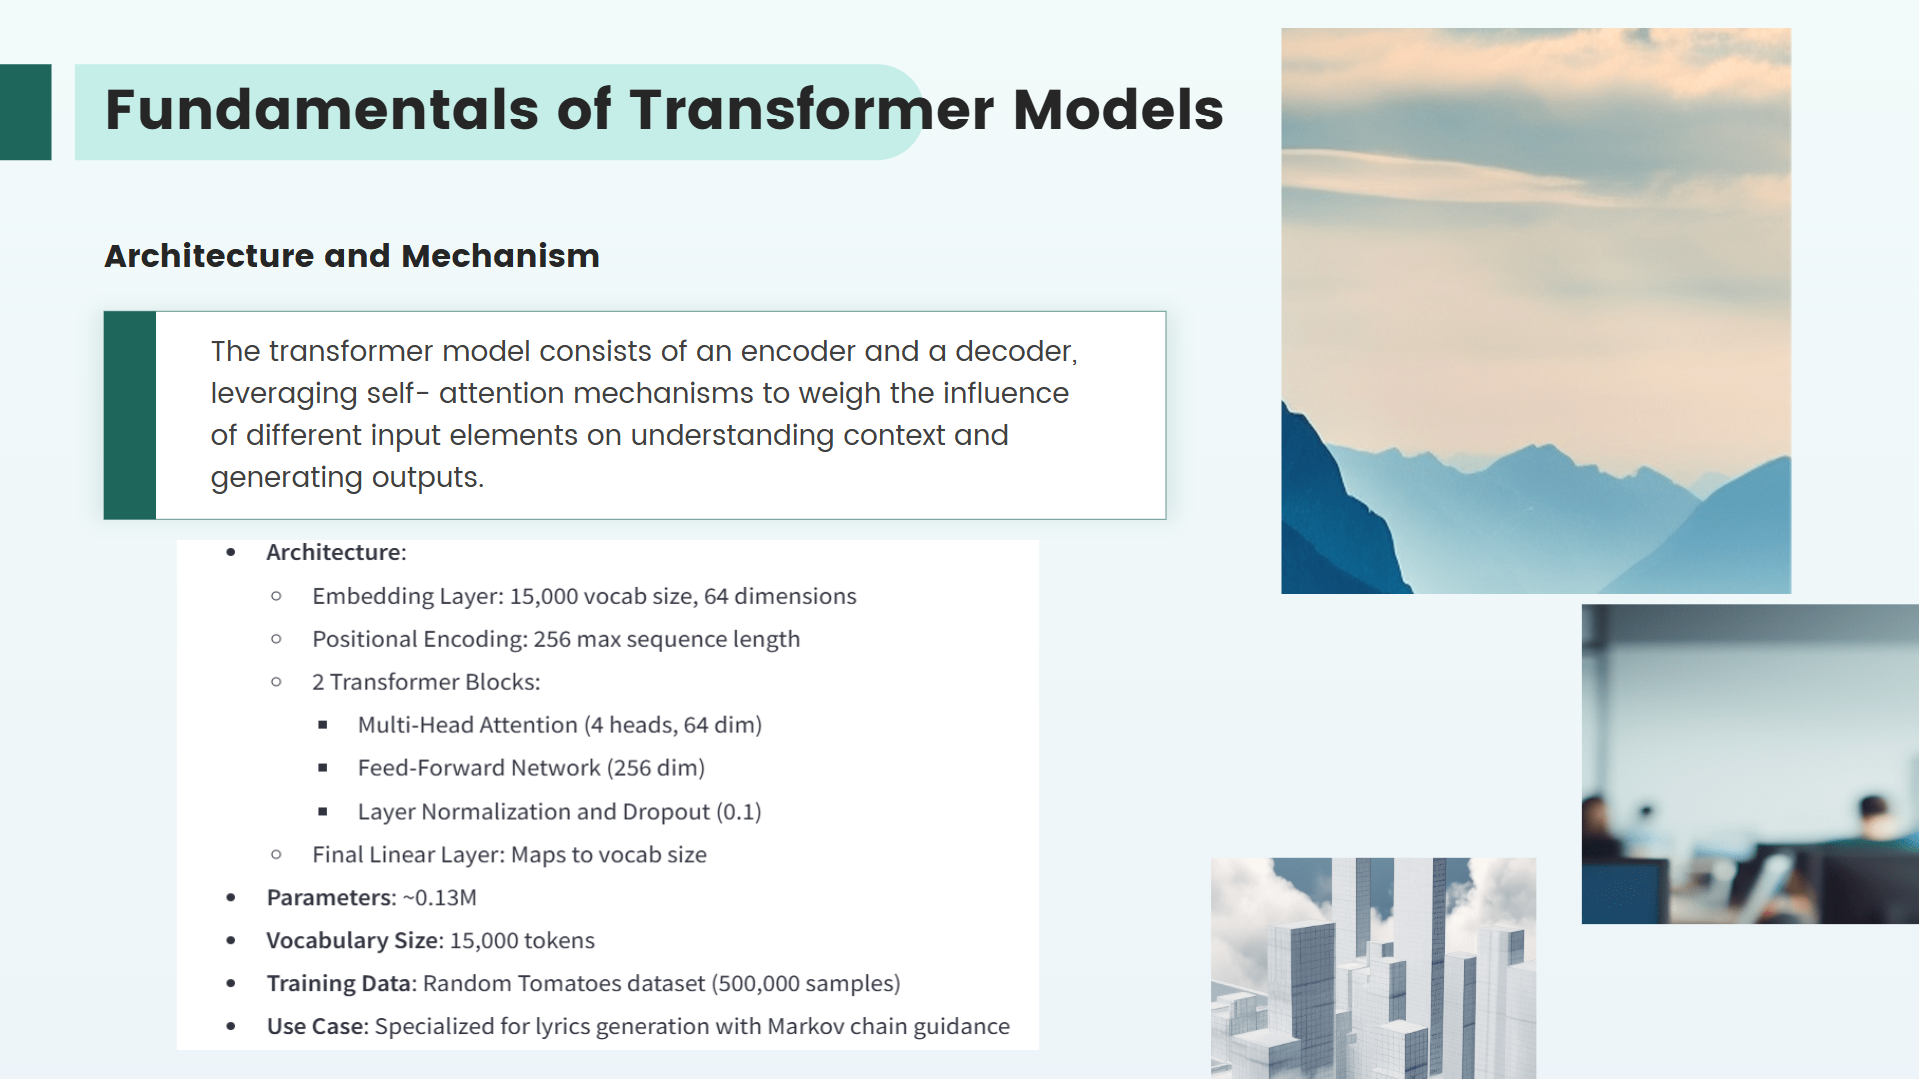 Fundamentals of Transformer Models
Architecture and Mechanism
The transformer model consists of an encoder and a decoder,
leveraging self- attention mechanisms to weigh the influence
of different input elements on understanding context and
generating outputs.
• Architecture:
○ Embedding Layer: 15,000 vocab size, 64 dimensions
○ Positional Encoding: 256 max sequence length
○ 2 Transformer Blocks:
▪ Multi-Head Attention (4 heads, 64 dim)
▪ Feed-Forward Network (256 dim)
▪ Layer Normalization and Dropout (0.1)
○ Final Linear Layer: Maps to vocab size
• Parameters: ~0.13M
• Vocabulary Size: 15,000 tokens
• Training Data: Random Tomatoes dataset (500,000 samples)
• Use Case: Specialized for lyrics generation with Markov chain guidance